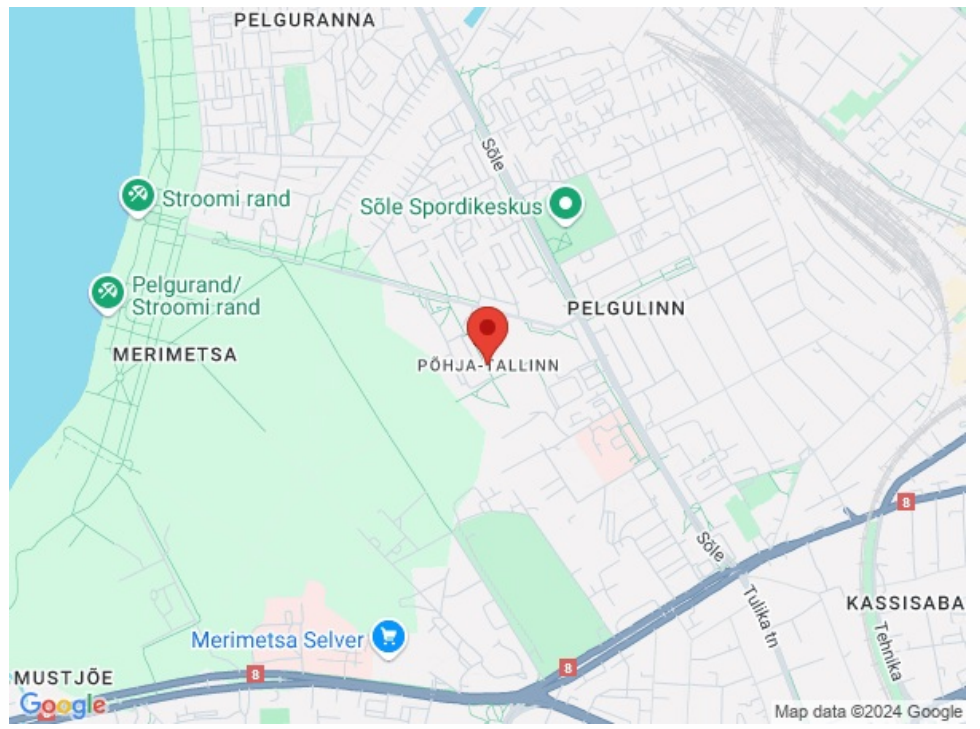 PELGURANNA
Sõle
Stroomi rand
Sõle Spordikeskus
Pelgurand/
Stroomi rand
PELGULINN
MERIMETSA
PÕHJA-TALLINN
8
Sõle
Tulika tn
KASSISABA
Tehnika
Merimetsa Selver
8
8
MUSTJÕE
Google
Map data ©2024 Google